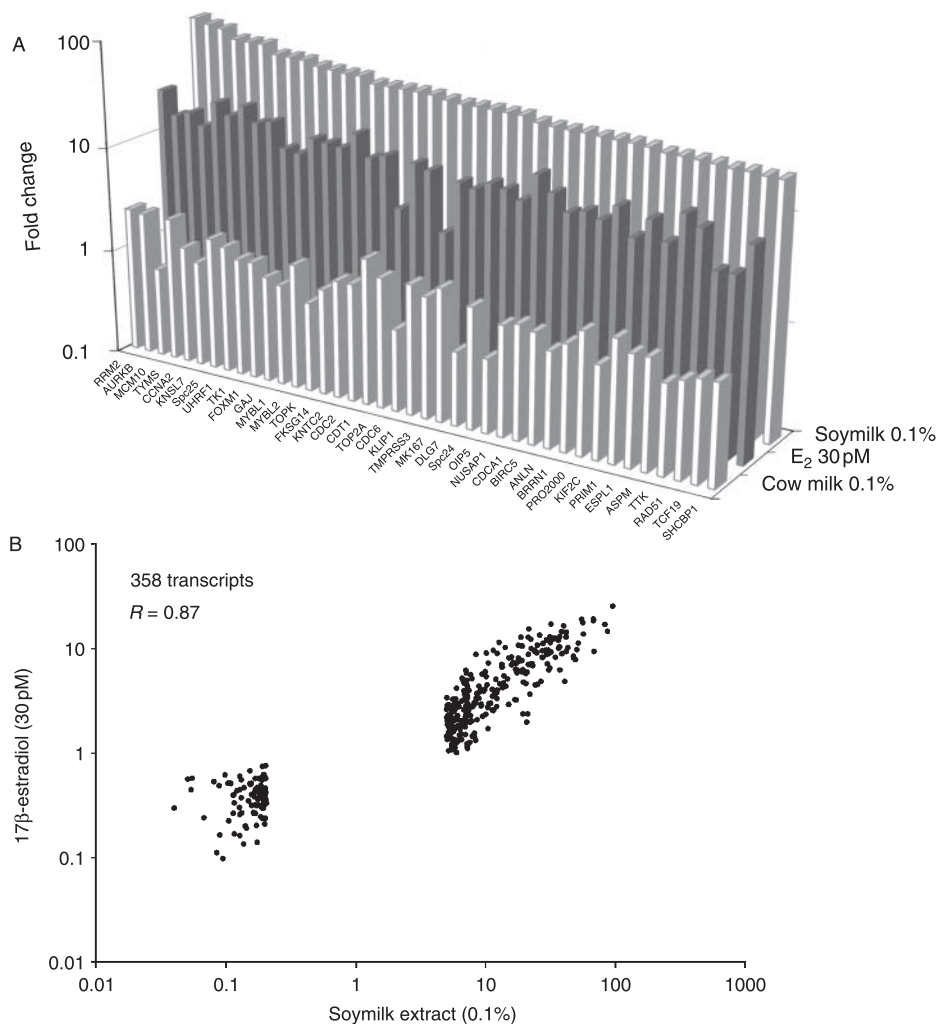 A
Fold change
100
10
1
0.1
RRM2
AURKB
MCM10
TYMS
CCNA2
KNSL7
Spc25
UHRF1
TK1
FOXM1
GAJ
MYBL1
MYBL2
TOPK
FKSG14
KNTC2
CDC2
CDT1
TOP2A
CDC6
KLIP1
TMPRSS3
MK167
DLG7
Spc24
OIP5
NUSAP1
CDCA1
BIRC5
ANLN
BRRN1
PRO2000
KIF2C
PRIM1
ESPL1
ASPM
TTK
RAD51
TCF19
SHCBP1
Soymilk 0.1%
E₂ 30 pM
Cow milk 0.1%
B
358 transcripts
R = 0.87
17β-estradiol (30 pM)
100
10
1
0.1
0.01
0.01 0.1 1 10 100 1000
Soymilk extract (0.1%)